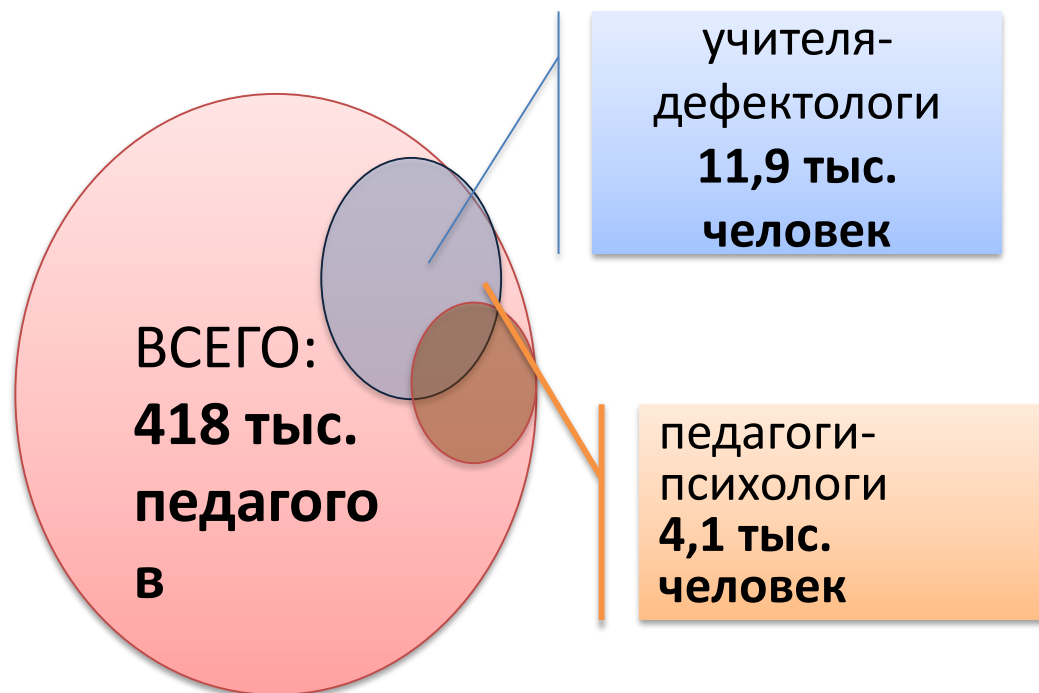 учителя-
дефектологи
11,9 тыс.
человек
ВСЕГО:
418 тыс.
педагого
в
педагоги-
психологи
4,1 тыс.
человек